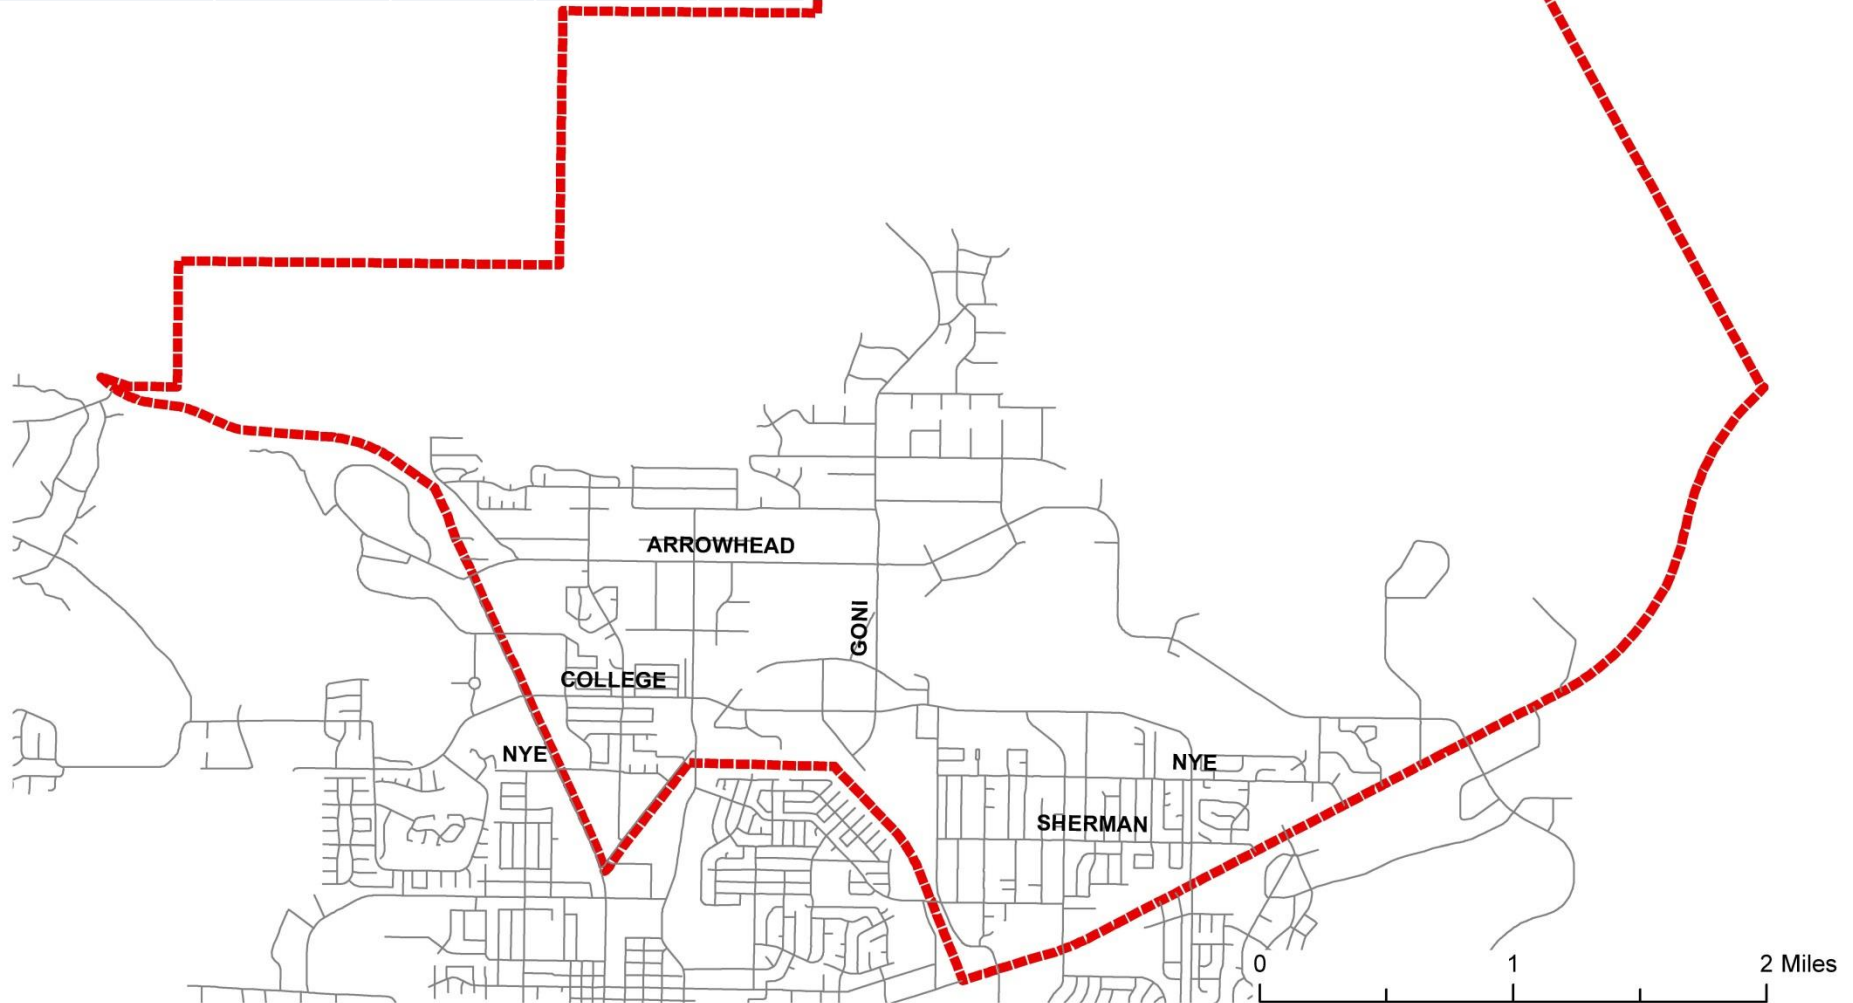 ARROWHEAD
GONI
COLLEGE
NYE
NYE
SHERMAN
0 1 2 Miles